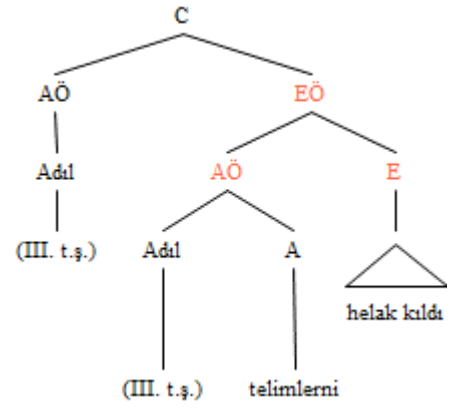 C
AÖ EÖ
Adıl AÖ E
(III. t.ş.) Adıl A
helak kıldı
(III. t.ş.) telimlerni